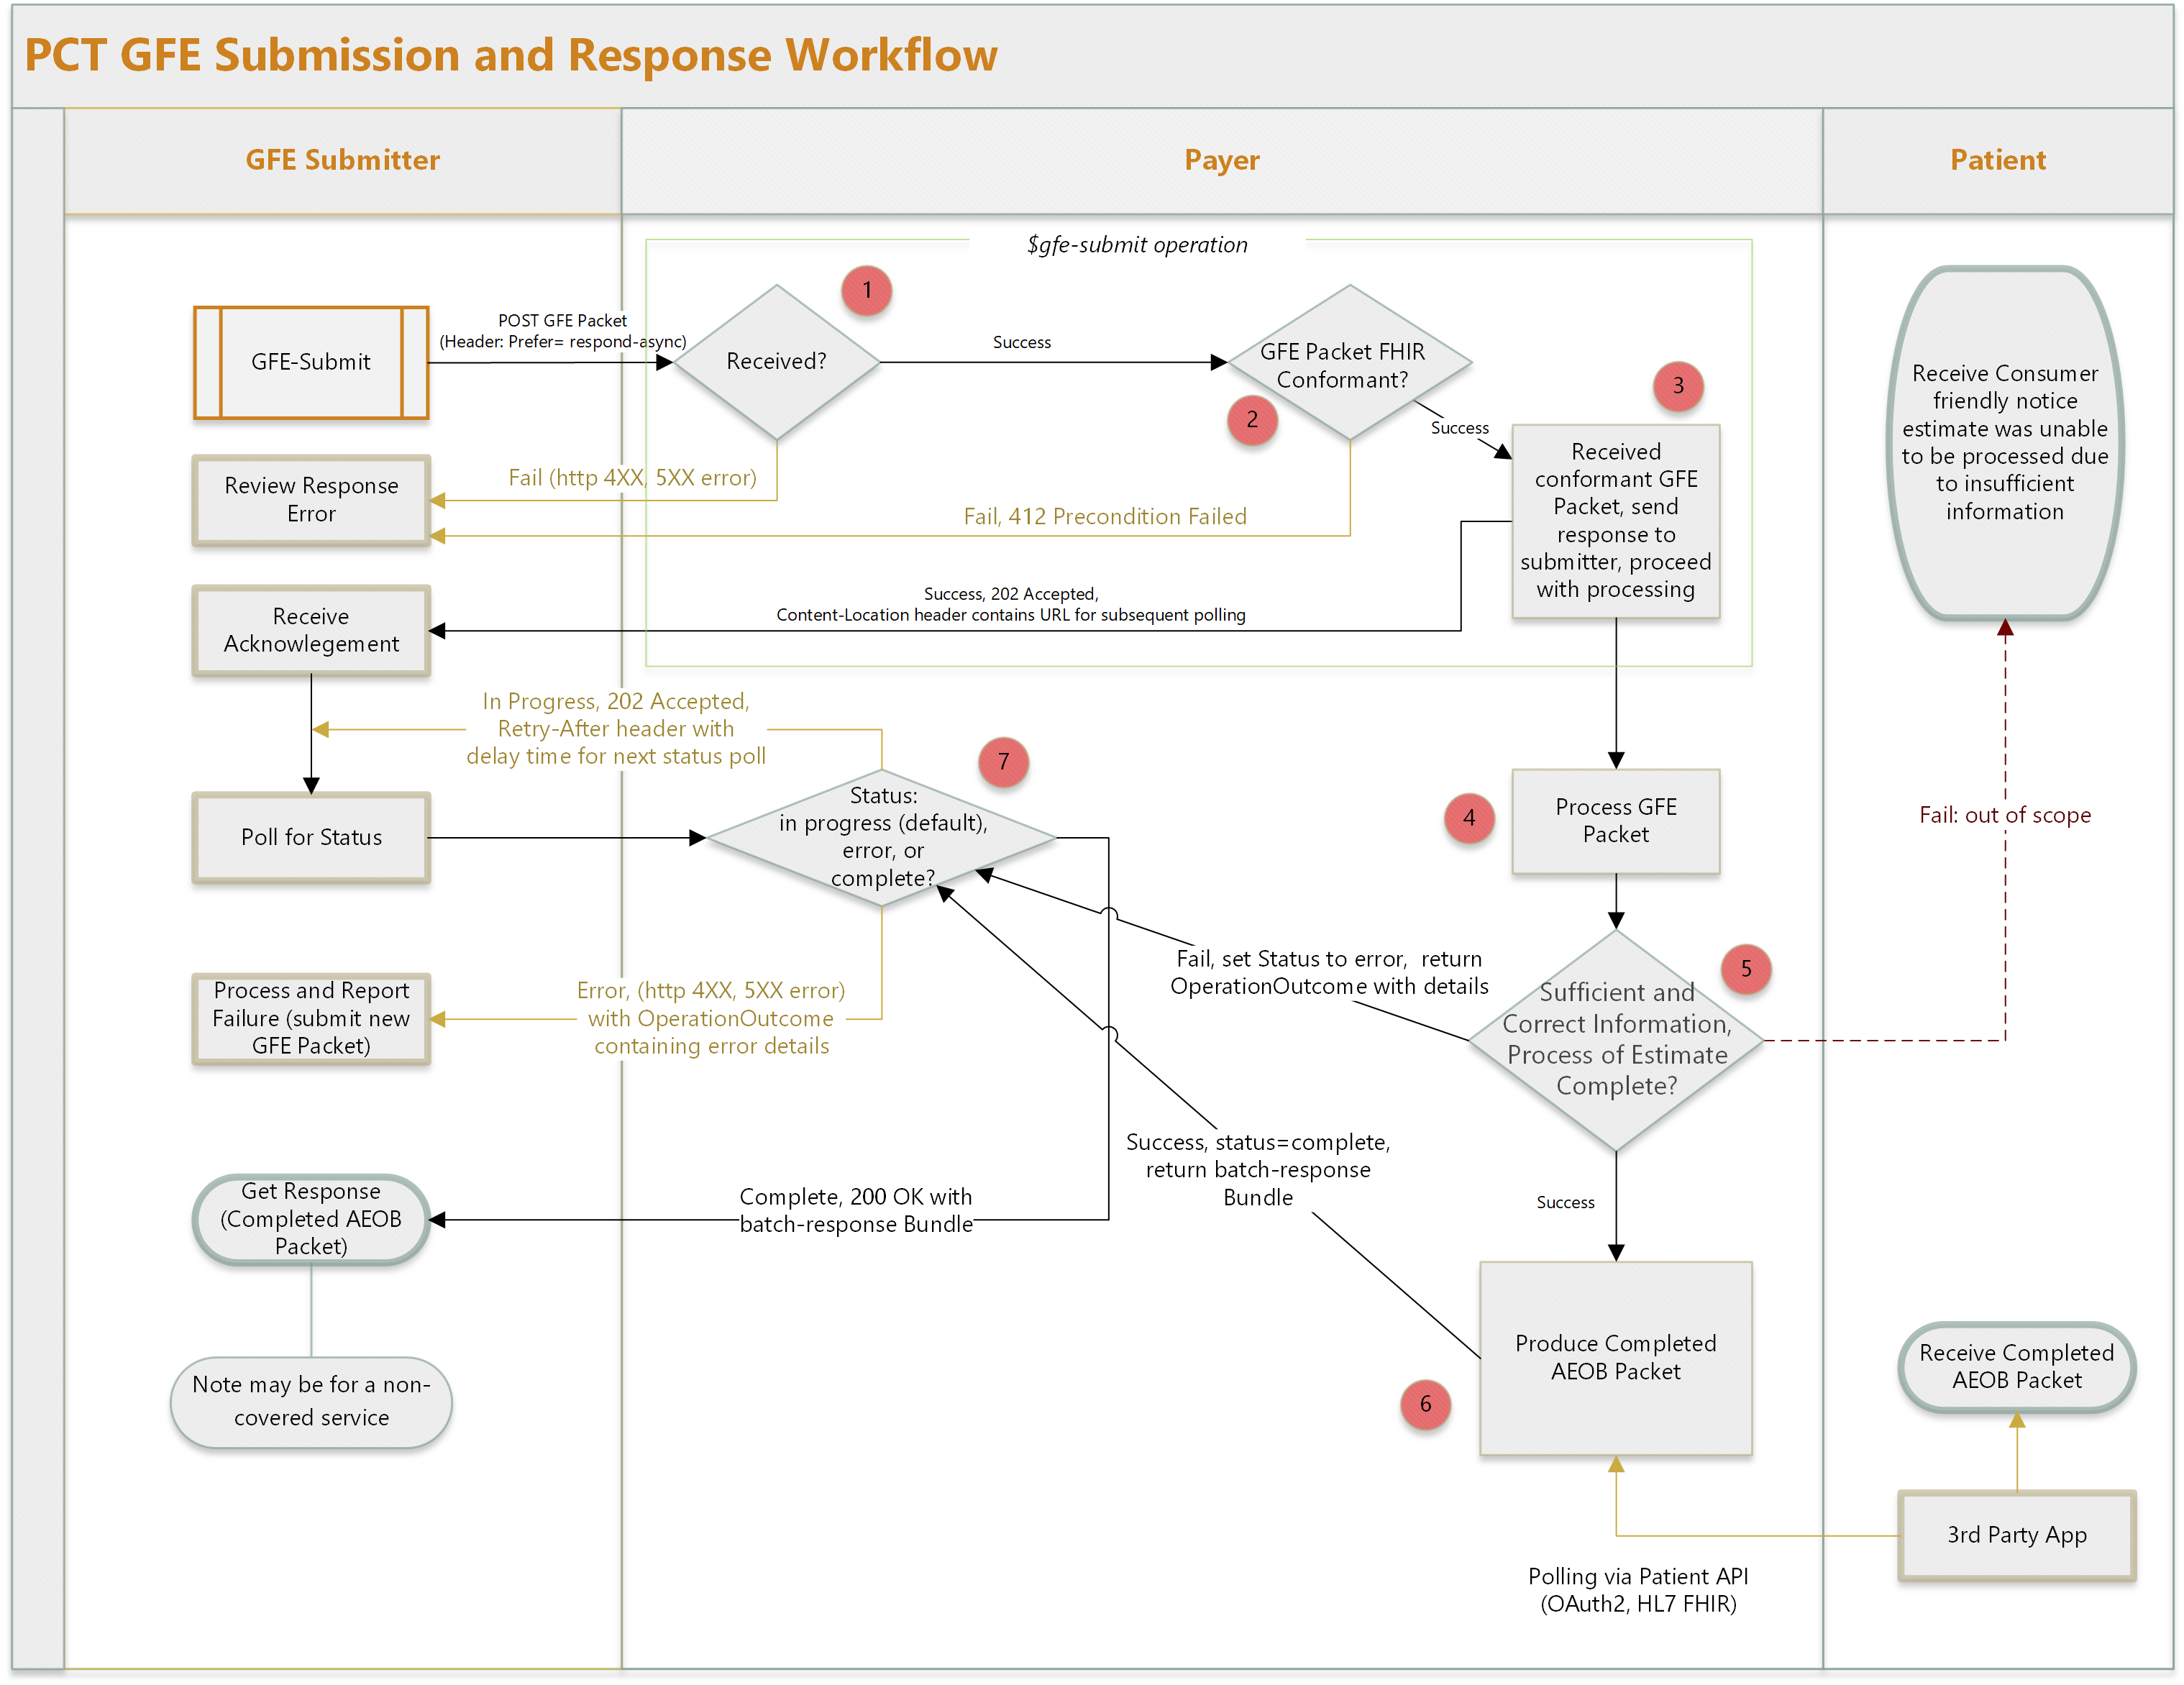 PCT GFE Submission and Response Workflow
GFE Submitter
Payer
Patient
$gfe-submit operation
1
GFE-Submit
POST GFE Packet
(Header: Prefer= respond-async)
Received?
Success
GFE Packet FHIR
Conformant?
2
Success
3
Received
conformant GFE
Packet, send
response to
submitter, proceed
with processing
Receive Consumer
friendly notice
estimate was unable
to be processed due
to insufficient
information
Fail (http 4XX, 5XX error)
Review Response
Error
Fail, 412 Precondition Failed
Success, 202 Accepted,
Content-Location header contains URL for subsequent polling
Receive
Acknowlegement
In Progress, 202 Accepted,
Retry-After header with
delay time for next status poll
7
Poll for Status
Status:
in progress (default),
error, or
complete?
4
Process GFE
Packet
Fail: out of scope
Fail, set Status to error,  return
OperationOutcome with details
5
Sufficient and
Correct Information,
Process of Estimate
Complete?
Process and Report
Failure (submit new
GFE Packet)
Error, (http 4XX, 5XX error)
with OperationOutcome
containing error details
Success, status=complete,
return batch-response
Bundle
Success
Get Response
(Completed AEOB
Packet)
Complete, 200 OK with
batch-response Bundle
Note may be for a non-
covered service
6
Produce Completed
AEOB Packet
Receive Completed
AEOB Packet
3rd Party App
Polling via Patient API
(OAuth2, HL7 FHIR)